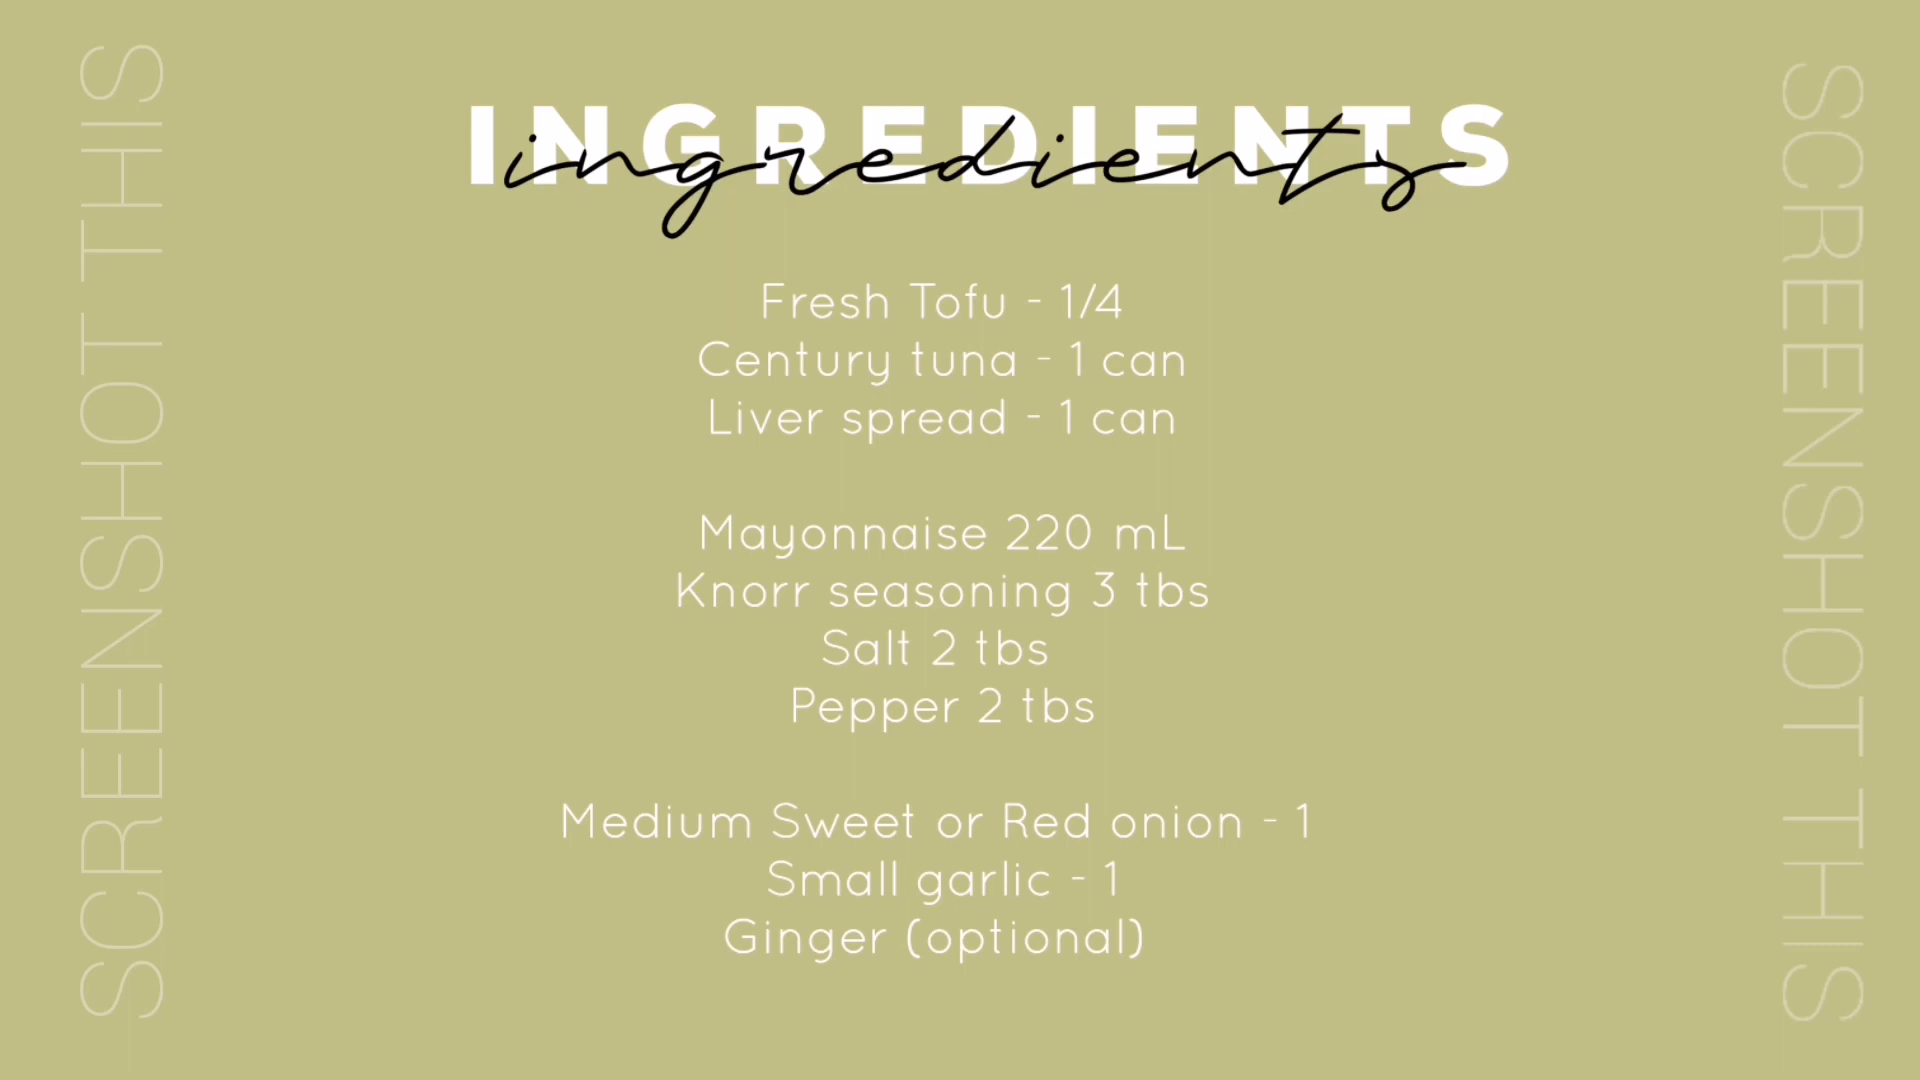 SCREENSHOT THIS
INGREDIENTS
ingredients
Fresh Tofu - 1/4
Century tuna - 1 can
Liver spread - 1 can
Mayonnaise 220 mL
Knorr seasoning 3 tbs
Salt 2 tbs
Pepper 2 tbs
Medium Sweet or Red onion - 1
Small garlic - 1
Ginger (optional)
SCREENSHOT THIS